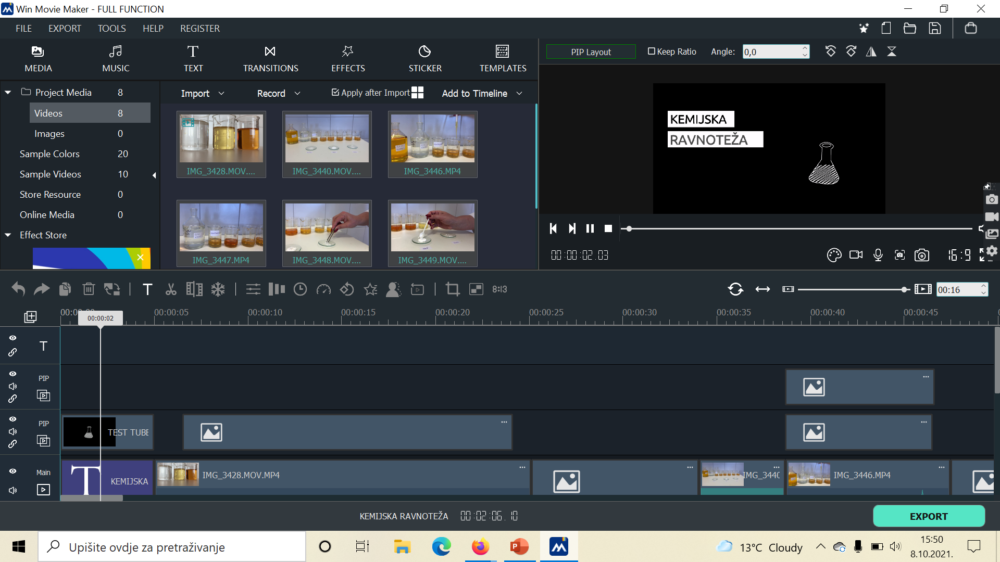 Win Movie Maker - FULL FUNCTION
FILE EXPORT TOOLS HELP REGISTER
MEDIA MUSIC TEXT TRANSITIONS EFFECTS STICKER TEMPLATES
PIP Layout Keep Ratio Angle: 0,0
Project Media 8
Videos 8
Images 0
Sample Colors 20
Sample Videos 10
Store Resource 0
Online Media 0
Effect Store
Import Record Apply after Import Add to Timeline
IMG_3428.MOV.... IMG_3440.MOV.... IMG_3446.MP4
IMG_3447.MP4 IMG_3448.MOV.... IMG_3449.MOV....
KEMIJSKA
RAVNOTEŽA
00:00:02.03 16:9
8:13 00:16
00:00:02 00:00:05 00:00:10 00:00:15 00:00:20 00:00:25 00:00:30 00:00:35 00:00:40 00:00:45
T
PIP
PIP TEST TUBE
Main KEMIJSKA IMG_3428.MOV.MP4 IMG_3440 IMG_3446.MP4
KEMIJSKA RAVNOTEŽA 00:02:06.10
EXPORT
Upišite ovdje za pretraživanje
13°C Cloudy
15:50
8.10.2021.